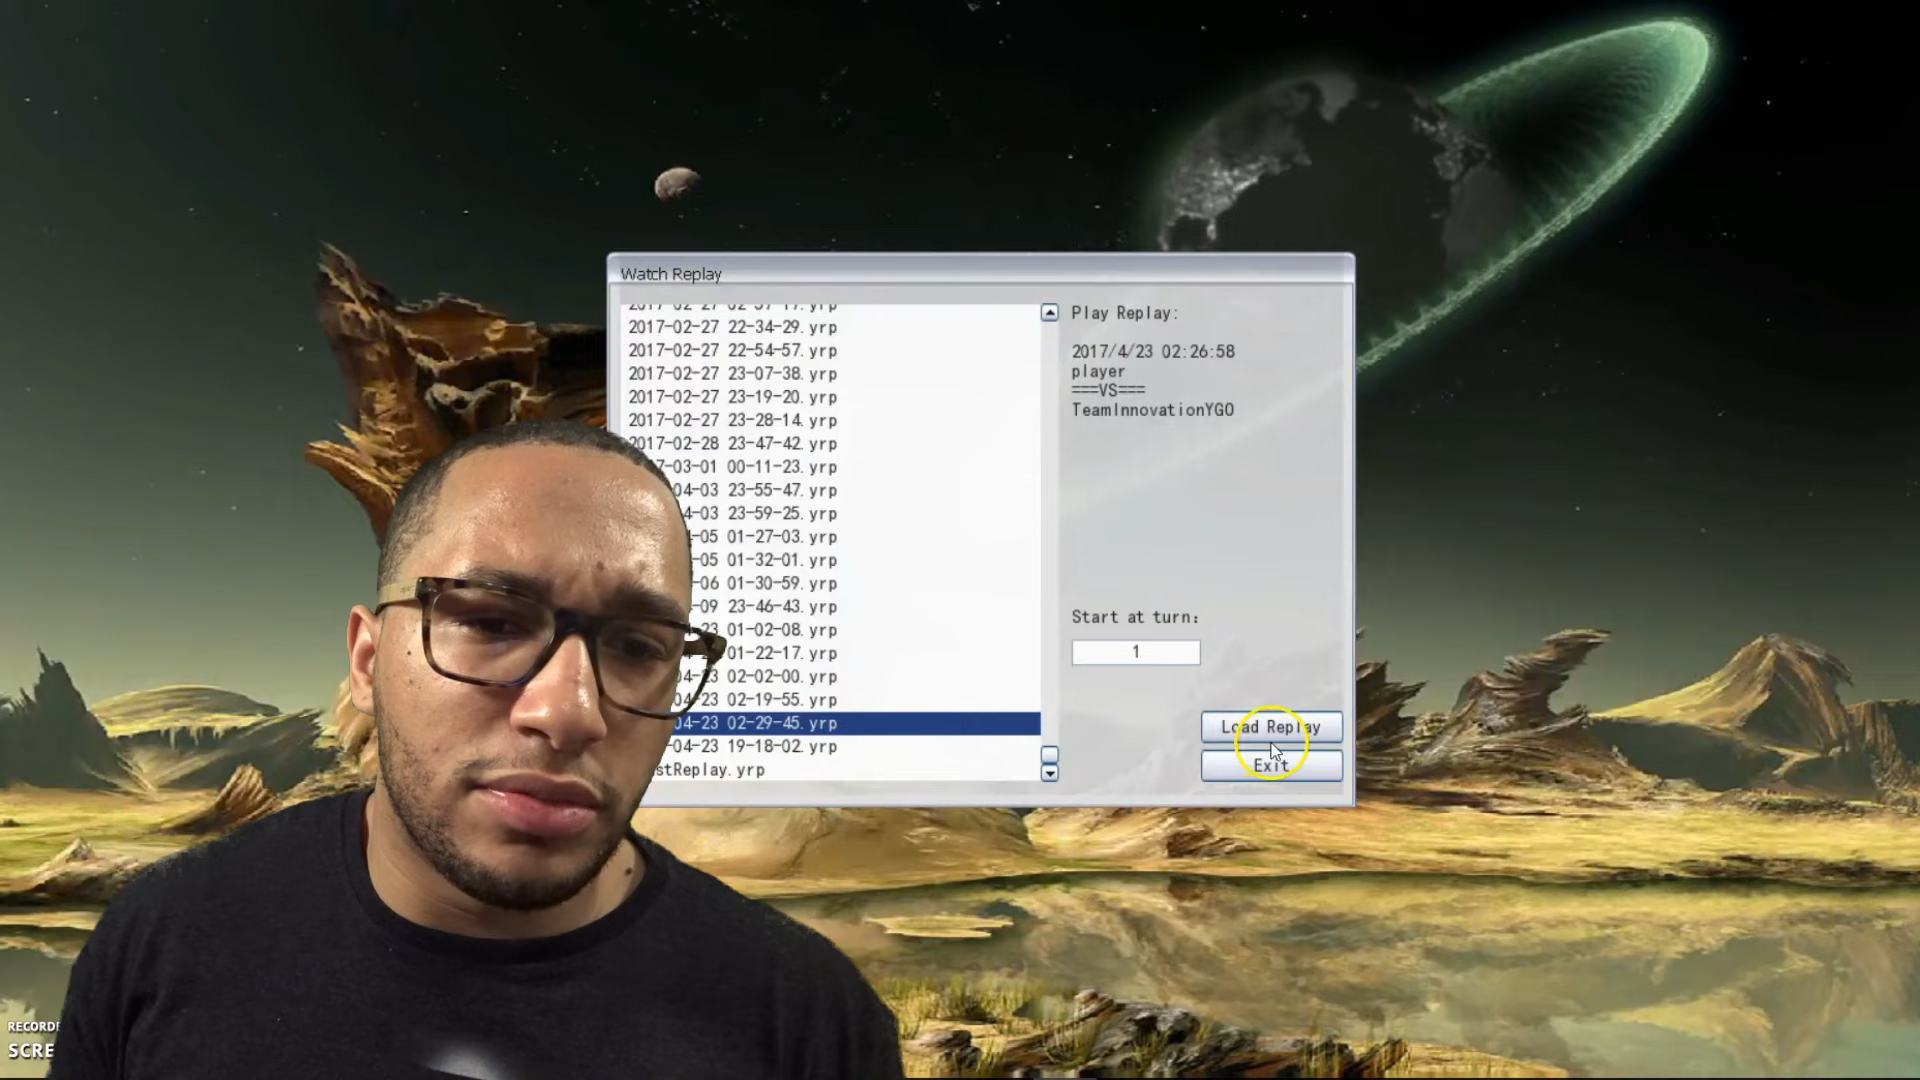 Watch Replay
2017-02-27 22-34-29.yrp
2017-02-27 22-54-57.yrp
2017-02-27 23-07-38.yrp
2017-02-27 23-19-20.yrp
2017-02-27 23-28-14.yrp
2017-02-28 23-47-42.yrp
7-03-01 00-11-23.yrp
04-03 23-55-47.yrp
4-03 23-59-25.yrp
-05 01-27-03.yrp
05 01-32-01.yrp
-06 01-30-59.yrp
-09 23-46-43.yrp
23 01-02-08.yrp
01-22-17.yrp
04-23 02-02-00.yrp
04-23 02-19-55.yrp
04-23 02-29-45.yrp
04-23 19-18-02.yrp
stReplay.yrp
Play Replay:
2017/4/23 02:26:58
player
===VS===
TeamInnovationYGO
Start at turn:
1
Load Replay
Exit
RECORDE
SCRE